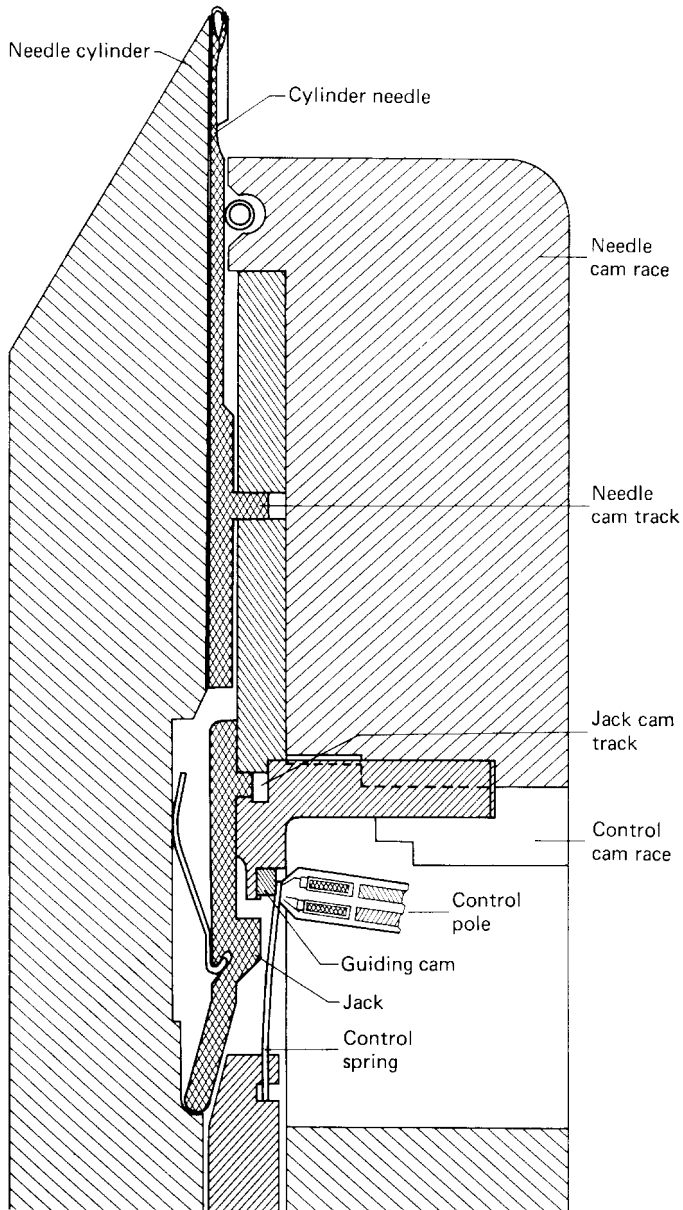 Needle cylinder
Cylinder needle
Needle
cam race
Needle
cam track
Jack cam
track
Control
cam race
Control
pole
Guiding cam
Jack
Control
spring